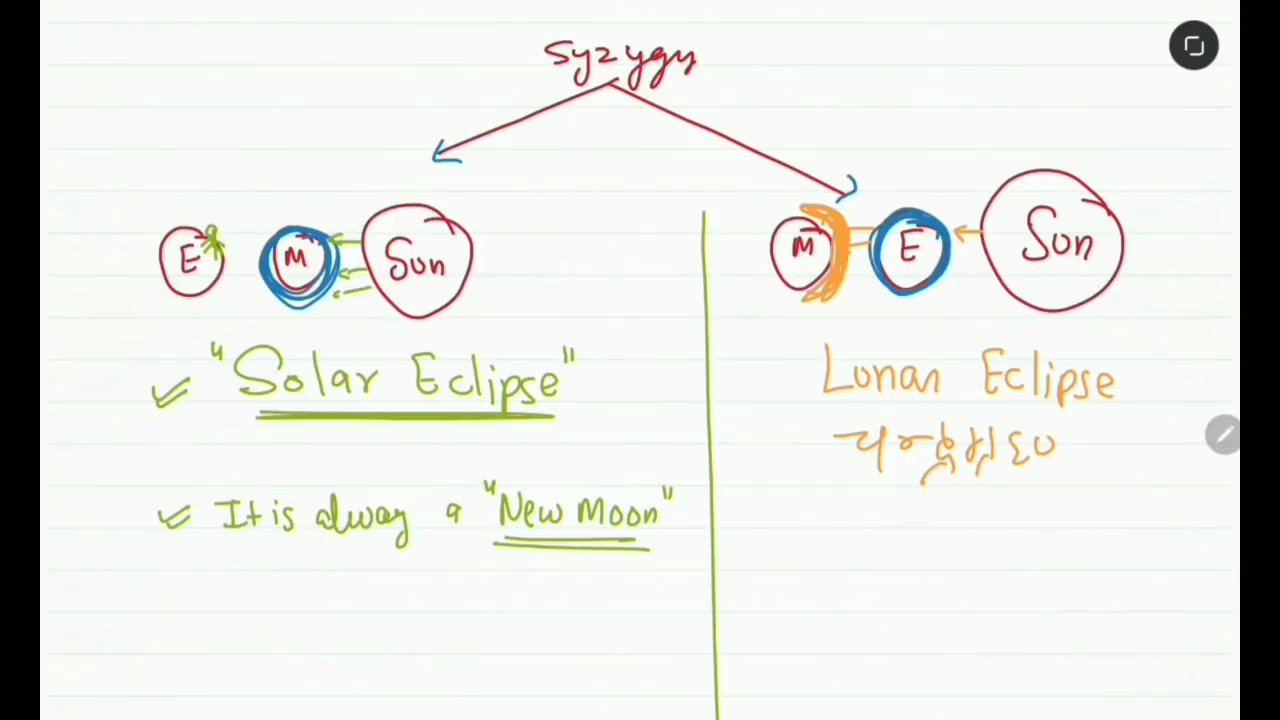 Syzygy
E M Sun
M E Sun
"Solar Eclipse"
Lunar Eclipse
It is alway a "New Moon"